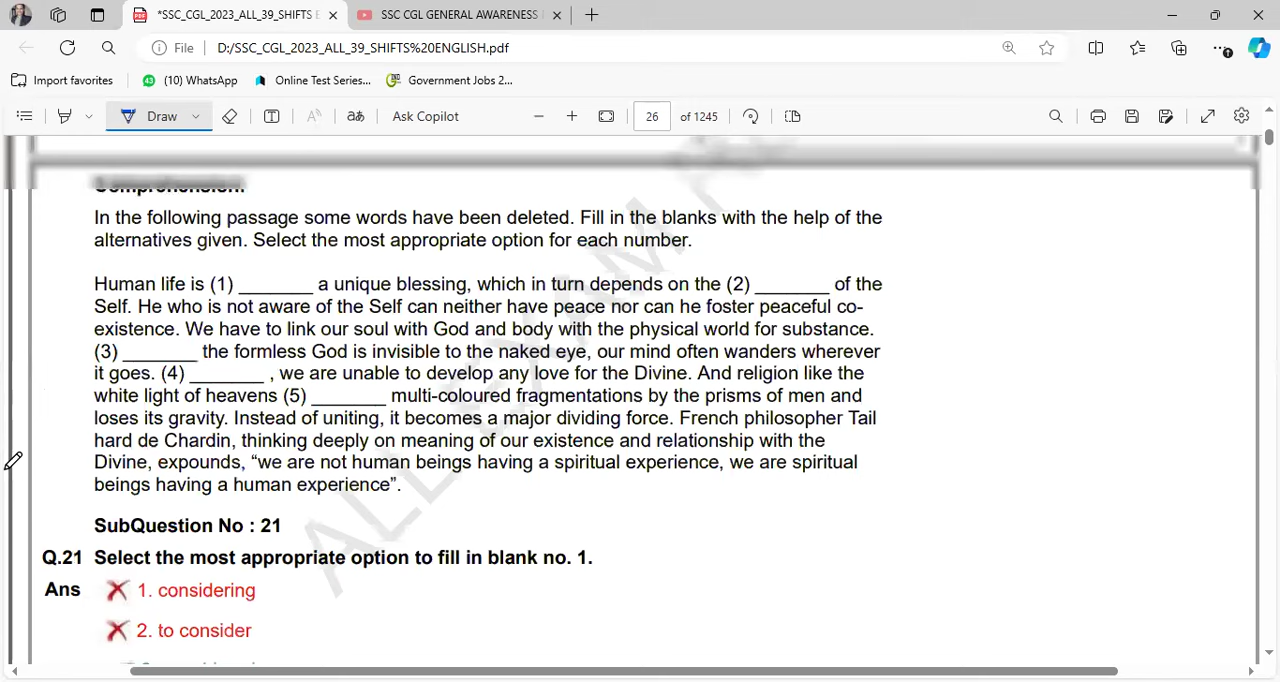 *SSC_CGL_2023_ALL_39_SHIFTS E
SSC CGL GENERAL AWARENESS
File
D:/SSC_CGL_2023_ALL_39_SHIFTS%20ENGLISH.pdf
Import favorites
43
(10) WhatsApp
Online Test Series...
Government Jobs 2...
Draw
Ask Copilot
26
of 1245
Comprehension:
In the following passage some words have been deleted. Fill in the blanks with the help of the
alternatives given. Select the most appropriate option for each number.
Human life is (1) _______ a unique blessing, which in turn depends on the (2) _______ of the
Self. He who is not aware of the Self can neither have peace nor can he foster peaceful co-
existence. We have to link our soul with God and body with the physical world for substance.
(3) _______ the formless God is invisible to the naked eye, our mind often wanders wherever
it goes. (4) _______ , we are unable to develop any love for the Divine. And religion like the
white light of heavens (5) _______ multi-coloured fragmentations by the prisms of men and
loses its gravity. Instead of uniting, it becomes a major dividing force. French philosopher Tail
hard de Chardin, thinking deeply on meaning of our existence and relationship with the
Divine, expounds, “we are not human beings having a spiritual experience, we are spiritual
beings having a human experience”.
SubQuestion No : 21
Q.21 Select the most appropriate option to fill in blank no. 1.
Ans 1. considering
2. to consider
ALL EXAM